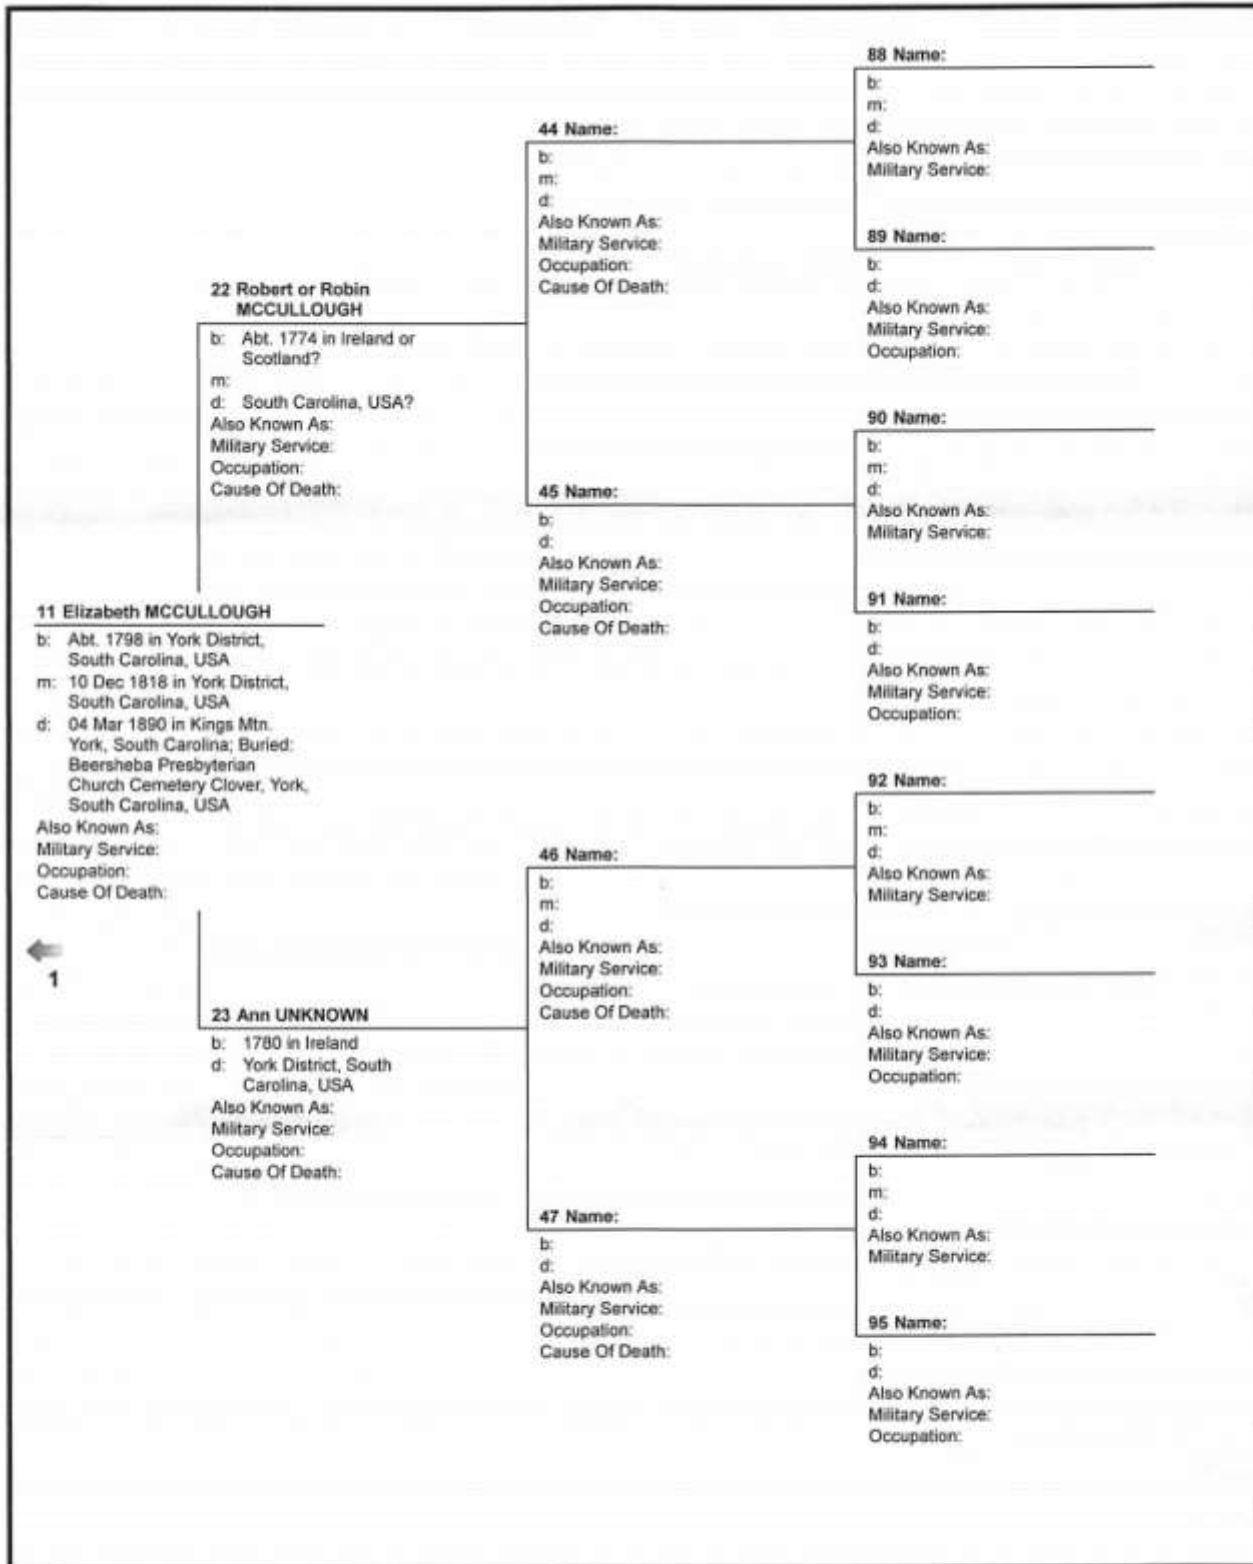 88 Name:
b:
m:
d:
Also Known As:
Military Service:
44 Name:
b:
m:
d:
Also Known As:
Military Service:
Occupation:
Cause Of Death:
89 Name:
b:
d:
Also Known As:
Military Service:
Occupation:
22 Robert or Robin
MCCULLOUGH
b: Abt. 1774 in Ireland or
Scotland?
m:
d: South Carolina, USA?
Also Known As:
Military Service:
Occupation:
Cause Of Death:
90 Name:
b:
m:
d:
Also Known As:
Military Service:
45 Name:
b:
d:
Also Known As:
Military Service:
Occupation:
Cause Of Death:
91 Name:
b:
d:
Also Known As:
Military Service:
Occupation:
11 Elizabeth MCCULLOUGH
b: Abt. 1798 in York District,
South Carolina, USA
m: 10 Dec 1818 in York District,
South Carolina, USA
d: 04 Mar 1890 in Kings Mtn.
York, South Carolina; Buried:
Beersheba Presbyterian
Church Cemetery Clover, York,
South Carolina, USA
Also Known As:
Military Service:
Occupation:
Cause Of Death:
1
92 Name:
b:
m:
d:
Also Known As:
Military Service:
46 Name:
b:
m:
d:
Also Known As:
Military Service:
Occupation:
Cause Of Death:
93 Name:
b:
d:
Also Known As:
Military Service:
Occupation:
23 Ann UNKNOWN
b: 1780 in Ireland
d: York District, South
Carolina, USA
Also Known As:
Military Service:
Occupation:
Cause Of Death:
94 Name:
b:
m:
d:
Also Known As:
Military Service:
47 Name:
b:
d:
Also Known As:
Military Service:
Occupation:
Cause Of Death:
95 Name:
b:
d:
Also Known As:
Military Service:
Occupation: